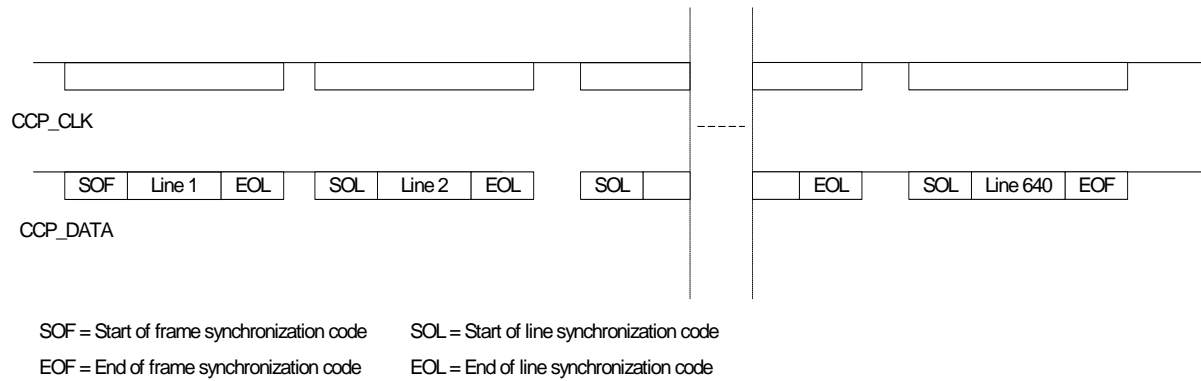 CCP_CLK
SOF Line 1 EOL SOL Line 2 EOL SOL EOL SOL Line 640 EOF
CCP_DATA
SOF = Start of frame synchronization code SOL = Start of line synchronization code
EOF = End of frame synchronization code EOL = End of line synchronization code